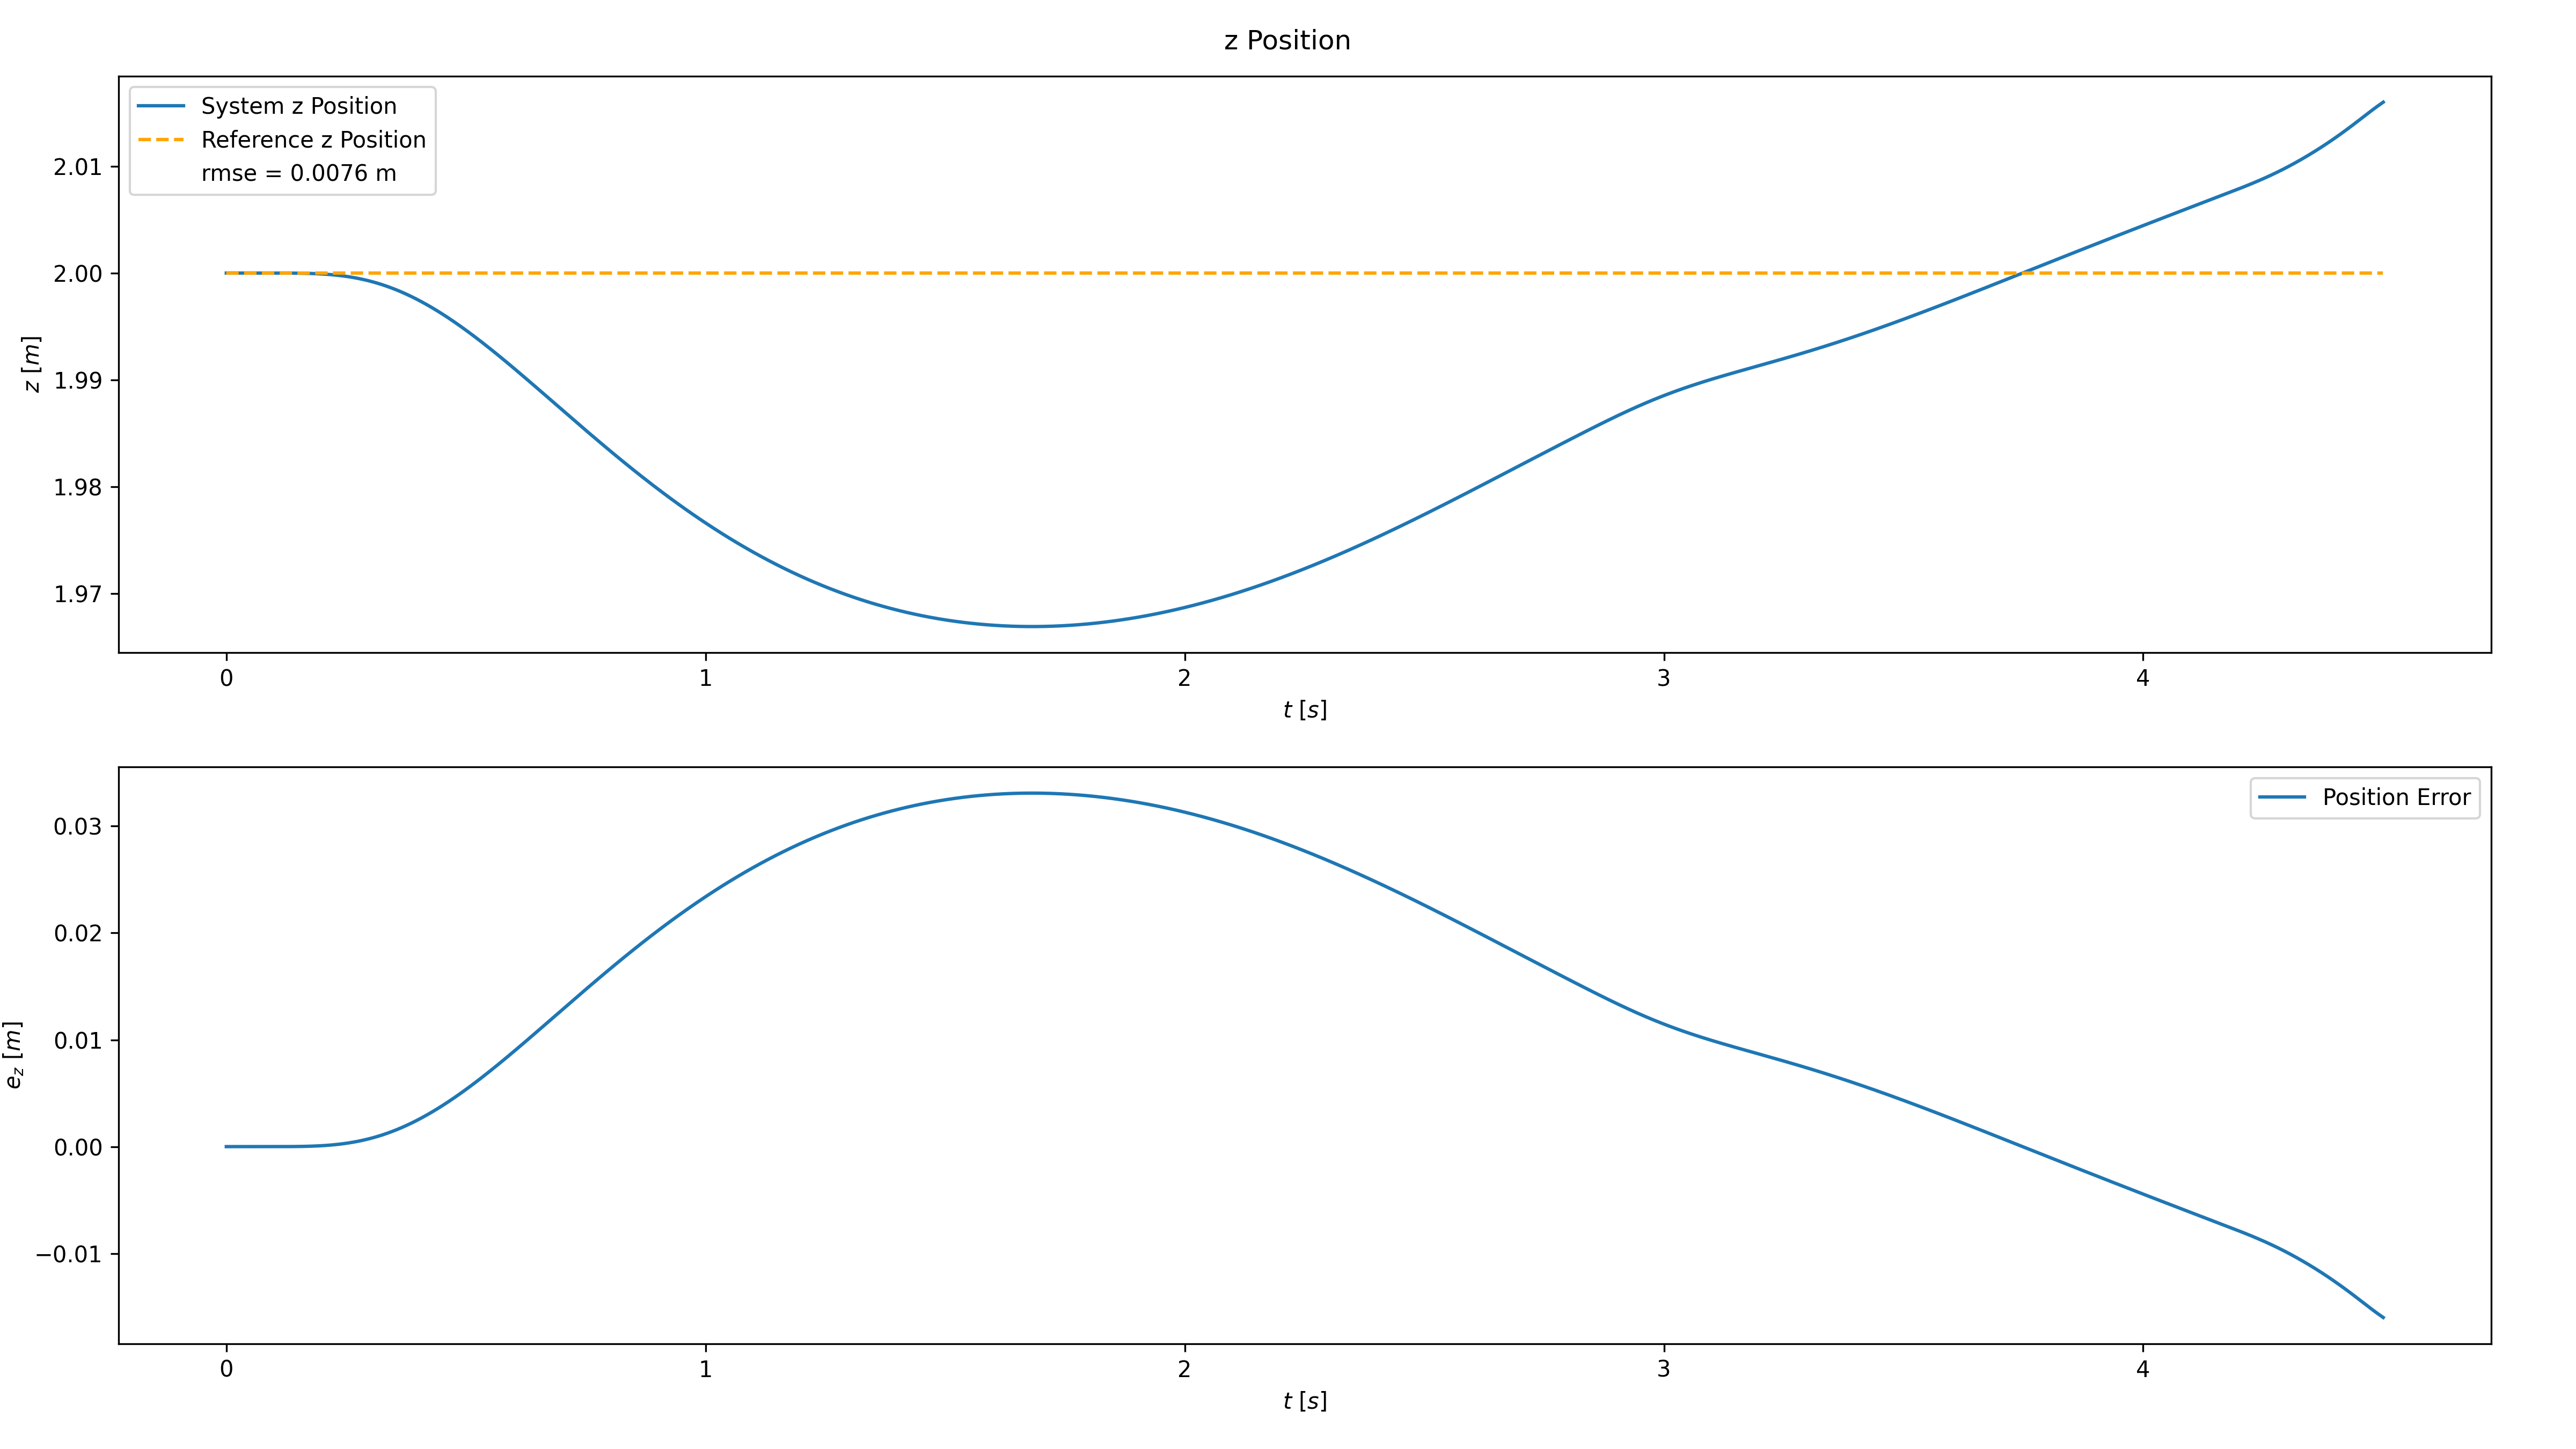 z Position
System z Position
Reference z Position
rmse = 0.0076 m
2.01
2.00
1.99
1.98
1.97
z [m]
0 1 2 3 4
t [s]
Position Error
0.03
0.02
0.01
0.00
−0.01
e_z [m]
0 1 2 3 4
t [s]